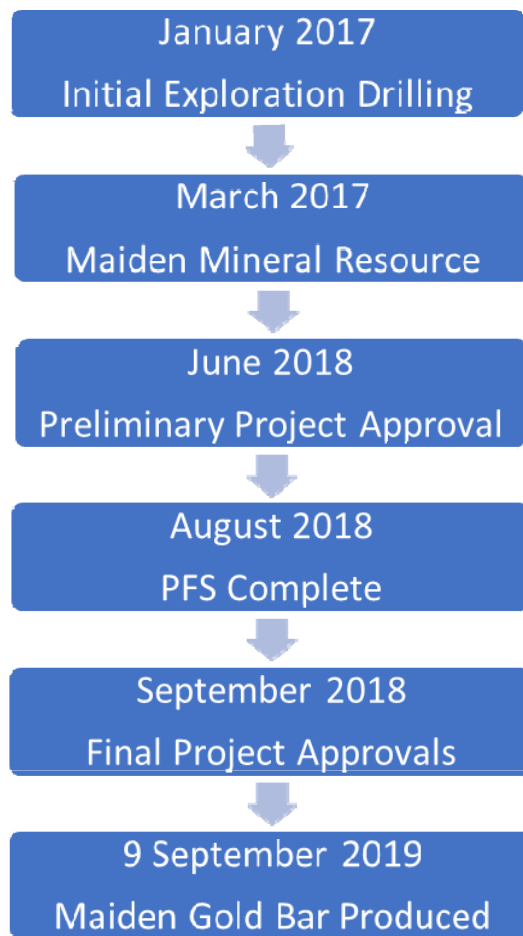 January 2017
Initial Exploration Drilling
March 2017
Maiden Mineral Resource
June 2018
Preliminary Project Approval
August 2018
PFS Complete
September 2018
Final Project Approvals
9 September 2019
Maiden Gold Bar Produced